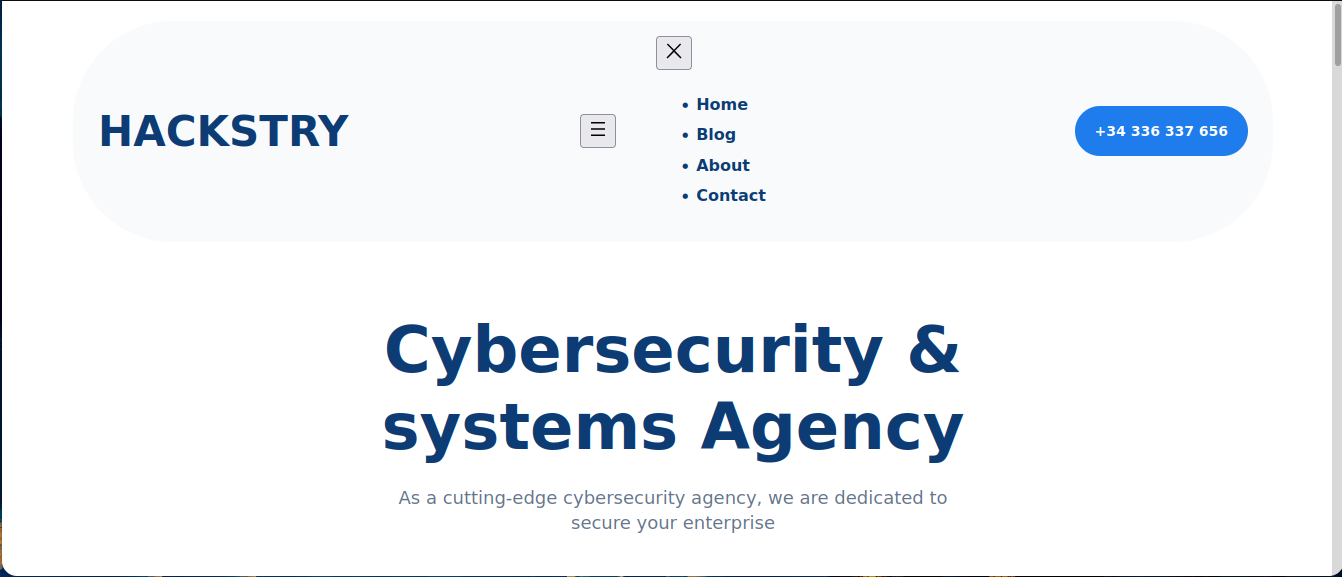 HACKSTRY
Home
Blog
About
Contact
+34 336 337 656
Cybersecurity &
systems Agency
As a cutting-edge cybersecurity agency, we are dedicated to
secure your enterprise